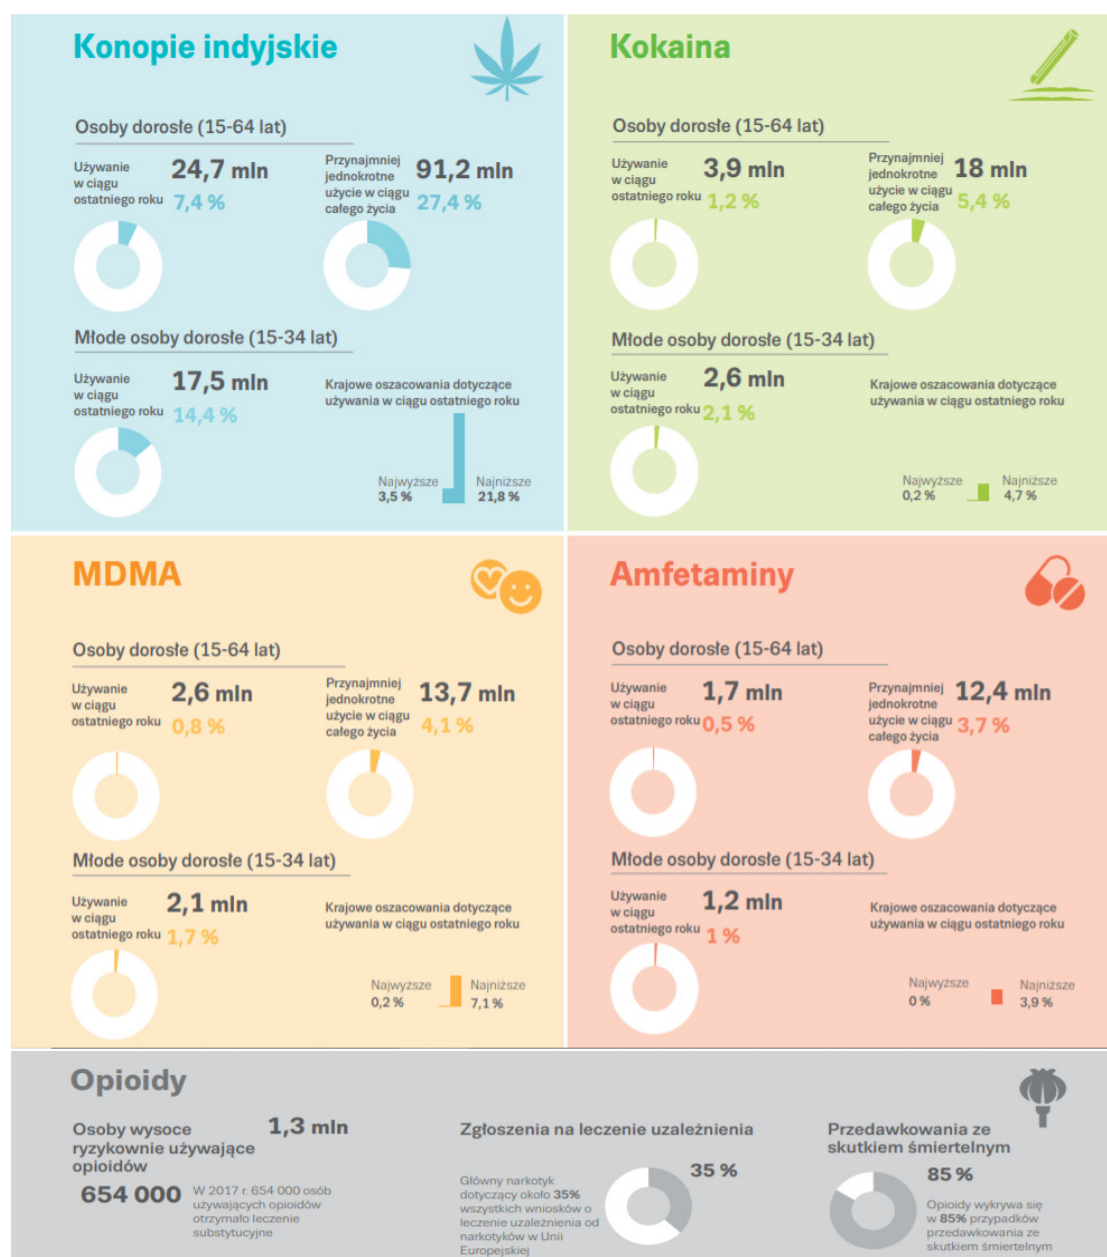 Konopie indyjskie
Osoby dorosłe (15-64 lat)
Używanie
w ciągu
ostatniego roku
24,7 mln
7,4 %
Przynajmniej
jednokrotne
użycie w ciągu
całego życia
91,2 mln
27,4 %
Młode osoby dorosłe (15-34 lat)
Używanie
w ciągu
ostatniego roku
17,5 mln
14,4 %
Krajowe oszacowania dotyczące
używania w ciągu ostatniego roku
Najwyższe
3,5 %
Najniższe
21,8 %
Kokaina
Osoby dorosłe (15-64 lat)
Używanie
w ciągu
ostatniego roku
3,9 mln
1,2 %
Przynajmniej
jednokrotne
użycie w ciągu
całego życia
18 mln
5,4 %
Młode osoby dorosłe (15-34 lat)
Używanie
w ciągu
ostatniego roku
2,6 mln
2,1 %
Krajowe oszacowania dotyczące
używania w ciągu ostatniego roku
Najwyższe
0,2 %
Najniższe
4,7 %
MDMA
Osoby dorosłe (15-64 lat)
Używanie
w ciągu
ostatniego roku
2,6 mln
0,8 %
Przynajmniej
jednokrotne
użycie w ciągu
całego życia
13,7 mln
4,1 %
Młode osoby dorosłe (15-34 lat)
Używanie
w ciągu
ostatniego roku
2,1 mln
1,7 %
Krajowe oszacowania dotyczące
używania w ciągu ostatniego roku
Najwyższe
0,2 %
Najniższe
7,1 %
Amfetaminy
Osoby dorosłe (15-64 lat)
Używanie
w ciągu
ostatniego roku
1,7 mln
0,5 %
Przynajmniej
jednokrotne
użycie w ciągu
całego życia
12,4 mln
3,7 %
Młode osoby dorosłe (15-34 lat)
Używanie
w ciągu
ostatniego roku
1,2 mln
1 %
Krajowe oszacowania dotyczące
używania w ciągu ostatniego roku
Najwyższe
0 %
Najniższe
3,9 %
Opioidy
Osoby wysoce
ryzykownie używające
opioidów
1,3 mln
654 000
W 2017 r. 654 000 osób
używających opioidów
otrzymało leczenie
substytucyjne
Zgłoszenia na leczenie uzależnienia
Główny narkotyk
dotyczący około 35%
wszystkich wniosków o
leczenie uzależnienia od
narkotyków w Unii
Europejskiej
35 %
Przedawkowania ze
skutkiem śmiertelnym
85 %
Opioidy wykrywa się
w 85% przypadków
przedawkowania ze
skutkiem śmiertelnym